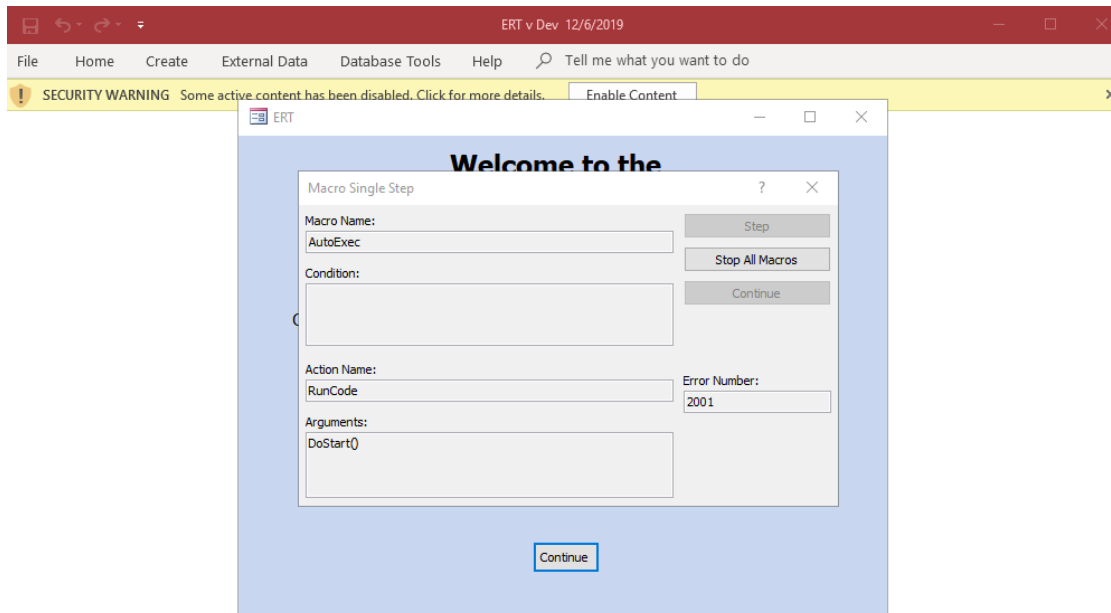 ERT v Dev 12/6/2019
File Home Create External Data Database Tools Help Tell me what you want to do
SECURITY WARNING Some active content has been disabled. Click for more details. Enable Content
ERT
Welcome to the
Macro Single Step
Macro Name:
AutoExec
Step
Stop All Macros
Condition:
Continue
Action Name:
RunCode
Error Number:
2001
Arguments:
DoStart()
Continue